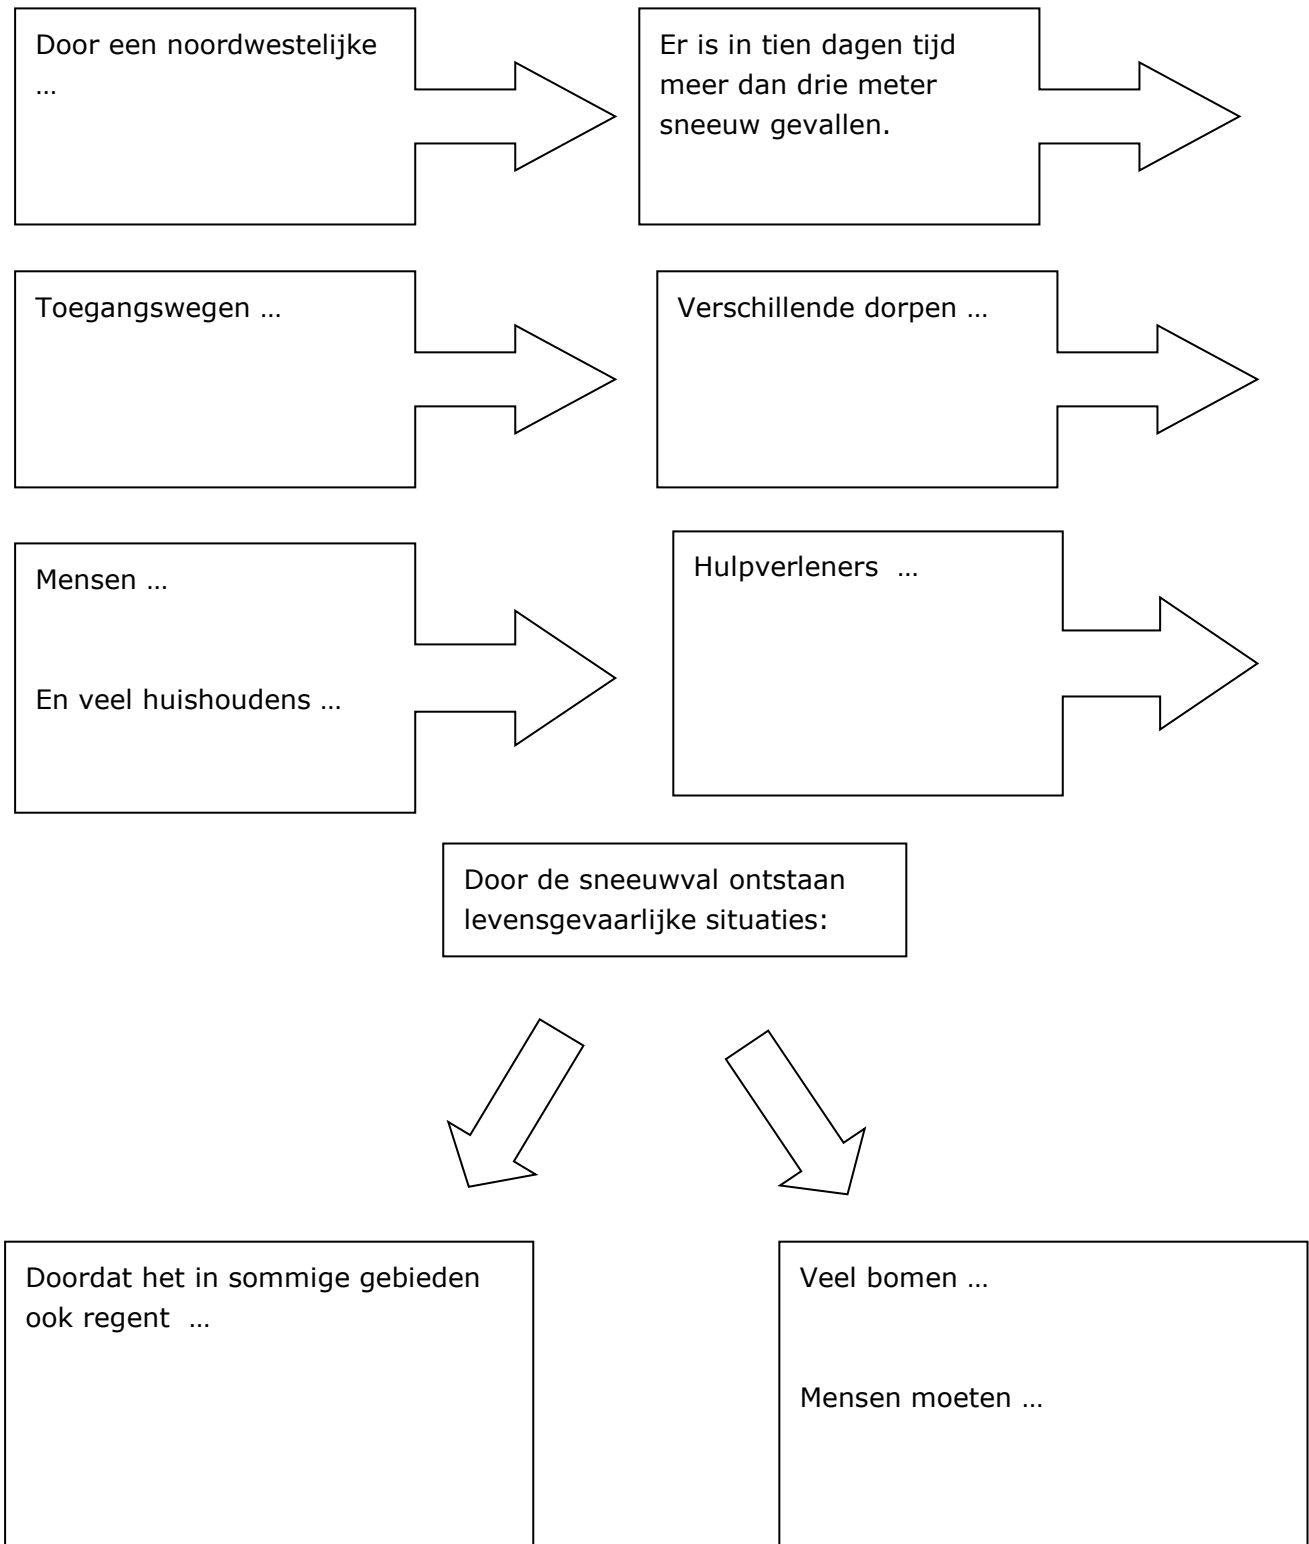 Door een noordwestelijke
…
Er is in tien dagen tijd
meer dan drie meter
sneeuw gevallen.
Toegangswegen …
Verschillende dorpen …
Mensen …
En veel huishoudens …
Hulpverleners …
Door de sneeuwval ontstaan
levensgevaarlijke situaties:
Doordat het in sommige gebieden
ook regent …
Veel bomen …
Mensen moeten …